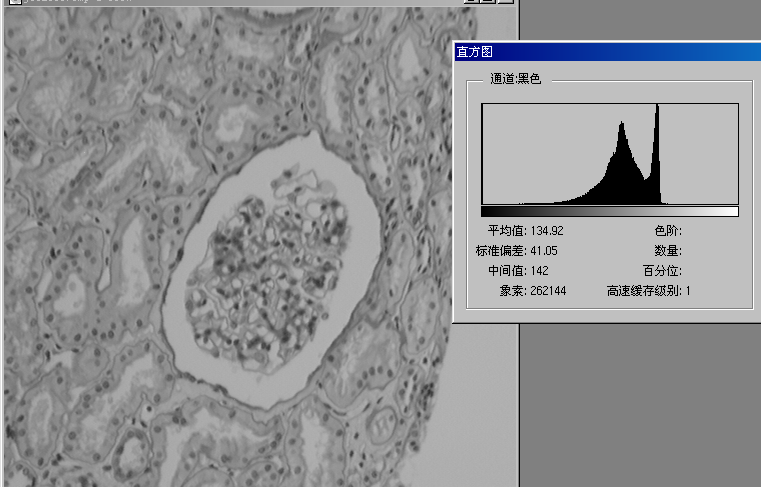 直方图
通道:黑色
平均值: 134.92 色阶:
标准偏差: 41.05 数量:
中间值: 142 百分位:
象素: 262144 高速缓存级别: 1